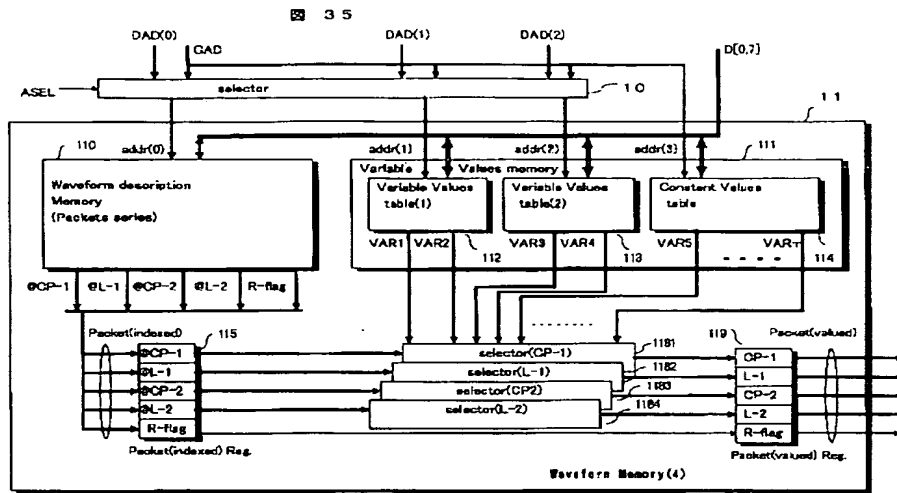 図 35
DAD(0) GAD DAD(1) DAD(2) D[0,7]
ASEL
selector
10
11
110
addr(0) addr(1) addr(2) addr(3)
111
Waveform description
Memory
(Packets series)
Variable Values memory
Variable Values
table(1)
Variable Values
table(2)
Constant Values
table
VAR1 VAR2 112 VAR3 VAR4 113 VAR5 114
@CP-1 @L-1 @CP-2 @L-2 R-flag
Packet(indexed) 115
@CP-1
@L-1
@CP-2
@L-2
R-flag
Packet(indexed) Reg.
selector(CP-1) 1181
selector(L-1) 1182
selector(CP2) 1183
selector(L-2) 1184
119 Packet(valued)
CP-1
L-1
CP-2
L-2
R-flag
Packet(valued) Reg.
Waveform Memory(4)